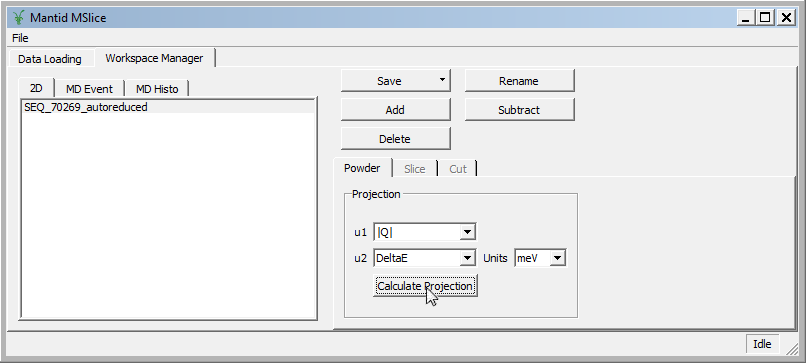 Mantid MSlice
File
Data Loading Workspace Manager
2D MD Event MD Histo
SEQ_70269_autoreduced
Save Rename
Add Subtract
Delete
Powder Slice Cut
Projection
u1 |Q|
u2 DeltaE Units meV
Calculate Projection
Idle